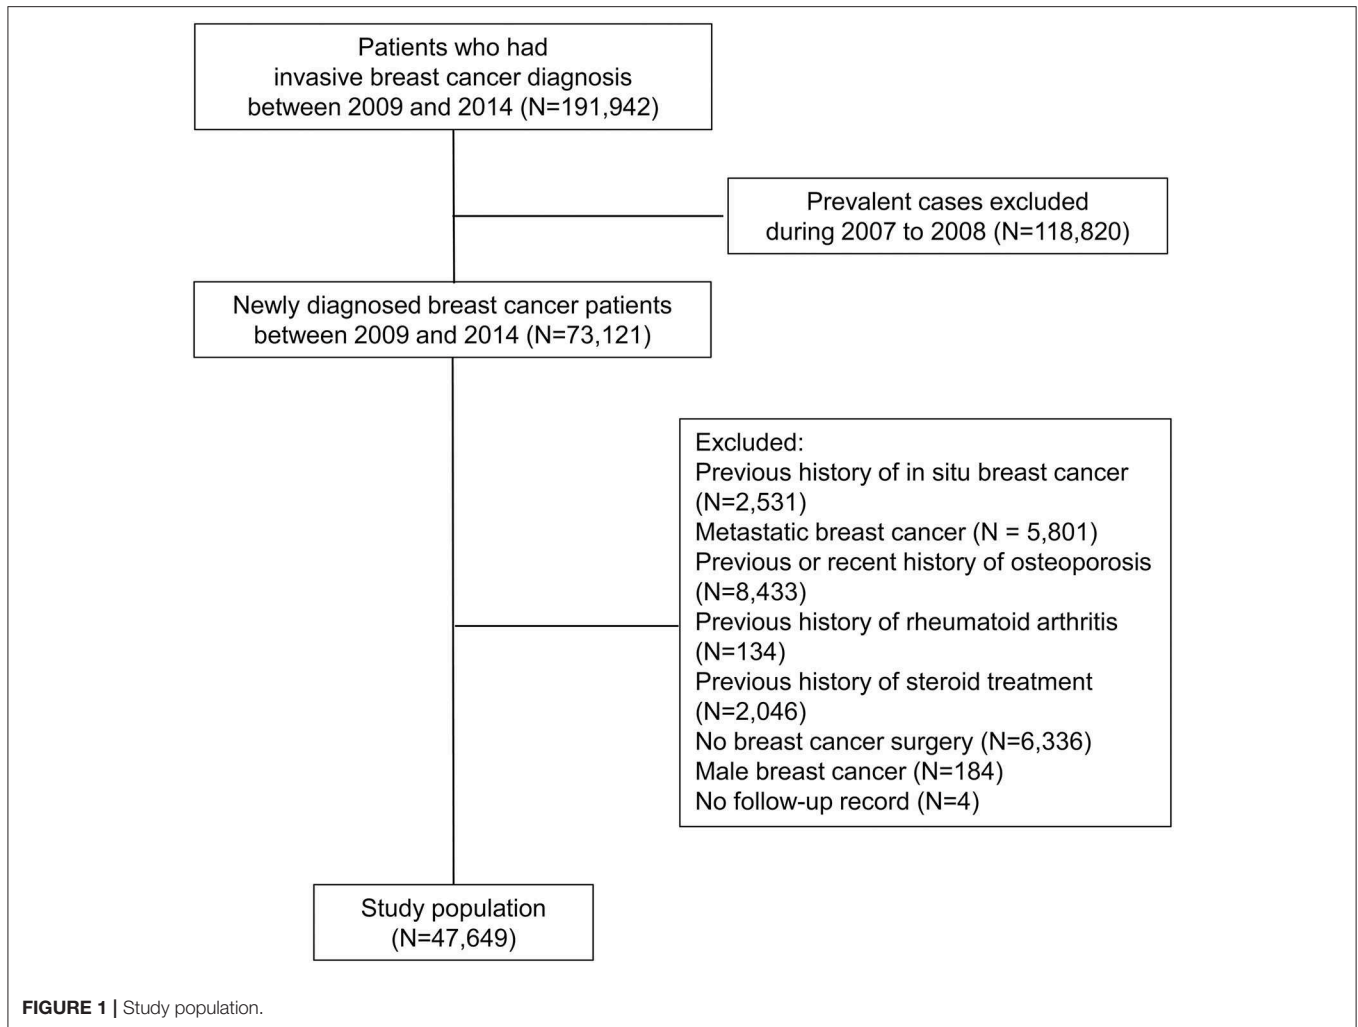 Patients who had
invasive breast cancer diagnosis
between 2009 and 2014 (N=191,942)
Prevalent cases excluded
during 2007 to 2008 (N=118,820)
Newly diagnosed breast cancer patients
between 2009 and 2014 (N=73,121)
Excluded:
Previous history of in situ breast cancer
(N=2,531)
Metastatic breast cancer (N = 5,801)
Previous or recent history of osteoporosis
(N=8,433)
Previous history of rheumatoid arthritis
(N=134)
Previous history of steroid treatment
(N=2,046)
No breast cancer surgery (N=6,336)
Male breast cancer (N=184)
No follow-up record (N=4)
Study population
(N=47,649)
FIGURE 1 | Study population.